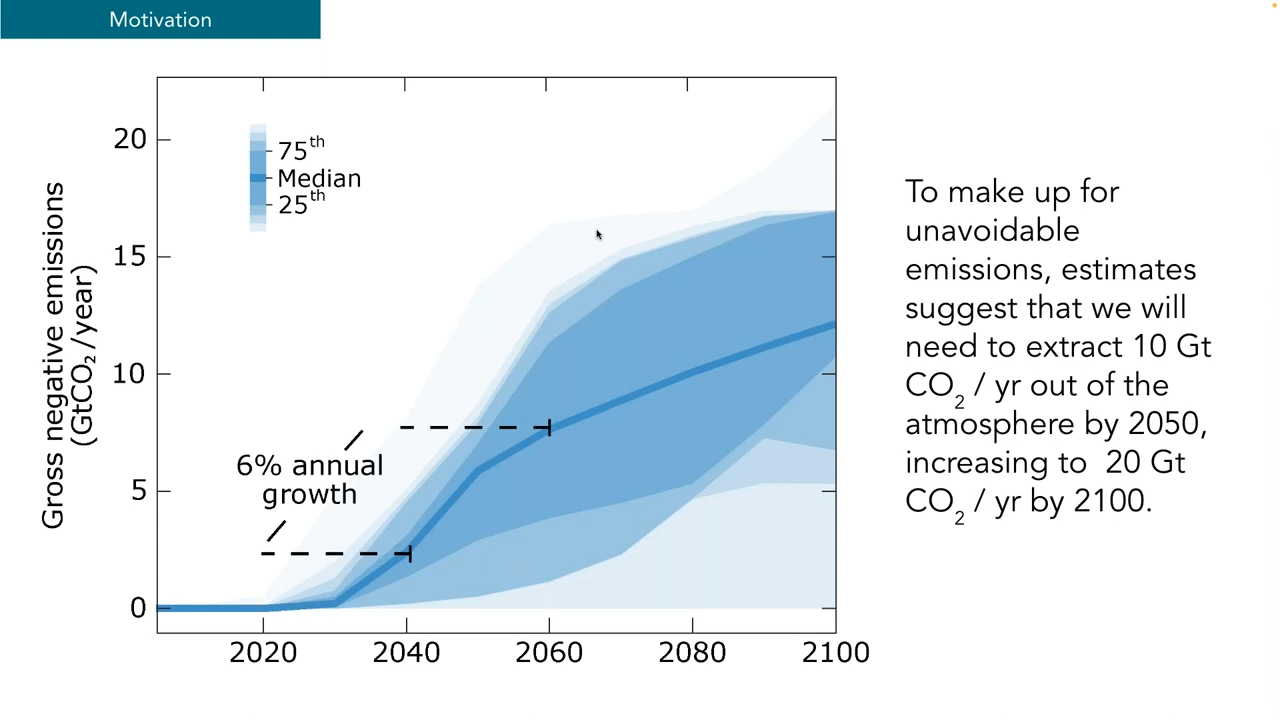 Motivation
Gross negative emissions
(GtCO₂/year)
20
15
10
5
0
75th
Median
25th
6% annual
growth
2020 2040 2060 2080 2100
To make up for
unavoidable
emissions, estimates
suggest that we will
need to extract 10 Gt
CO₂ / yr out of the
atmosphere by 2050,
increasing to  20 Gt
CO₂ / yr by 2100.